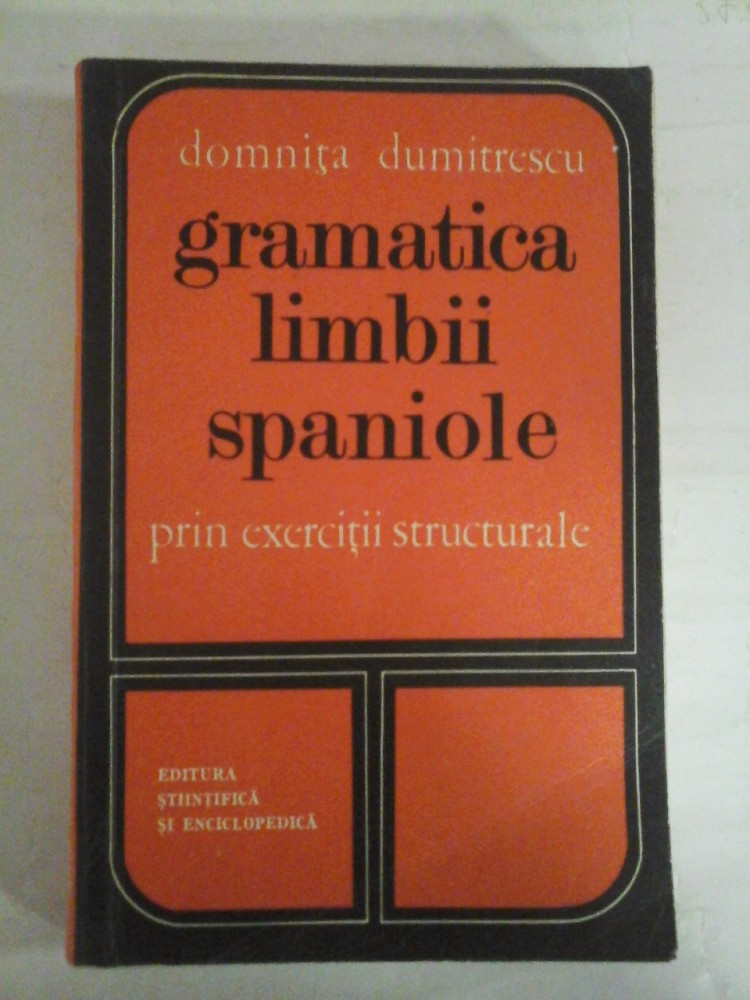 domnița dumitrescu
gramatica
limbii
spaniole
prin exerciții structurale
EDITURA
ȘTIINȚIFICĂ
ȘI ENCICLOPEDICĂ